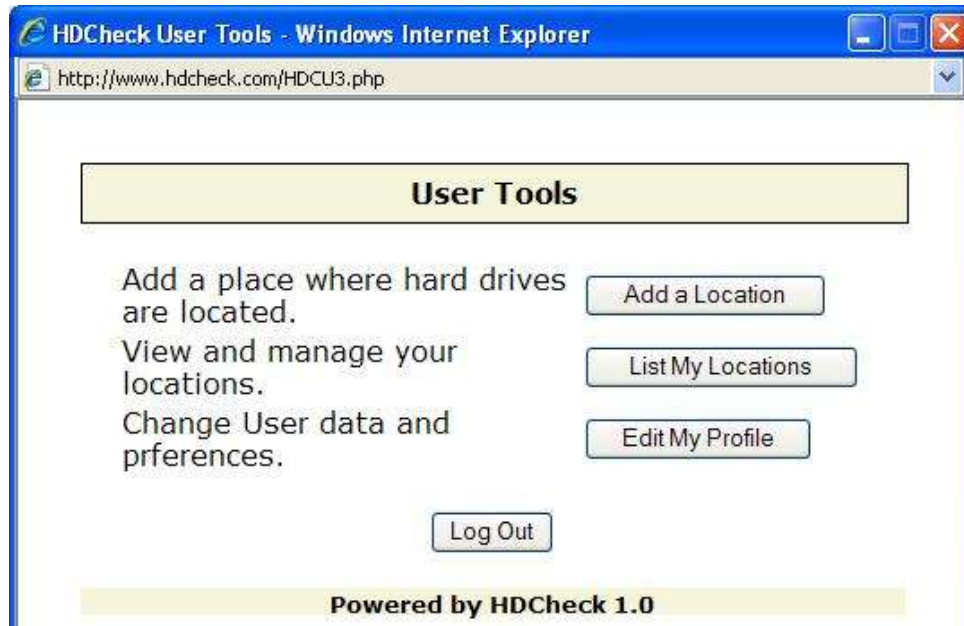 HDCheck User Tools - Windows Internet Explorer
http://www.hdcheck.com/HDCU3.php
User Tools
Add a place where hard drives
are located.
Add a Location
View and manage your
locations.
List My Locations
Change User data and
prferences.
Edit My Profile
Log Out
Powered by HDCheck 1.0